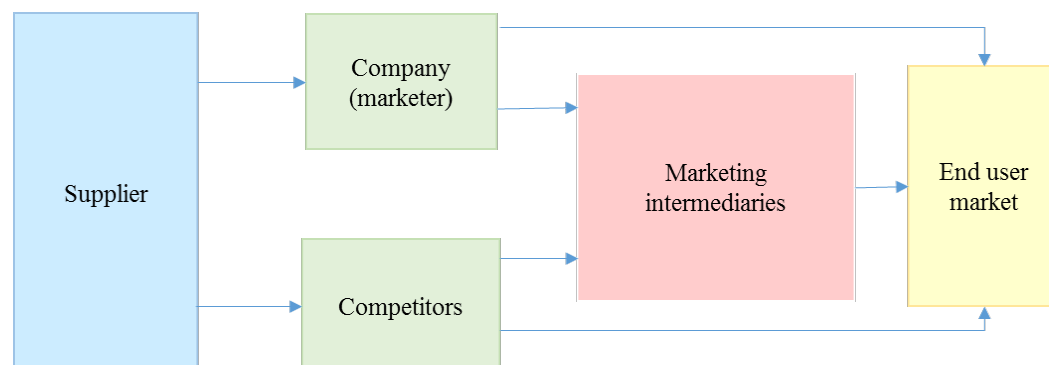 Supplier
Company
(marketer)
Competitors
Marketing
intermediaries
End user
market